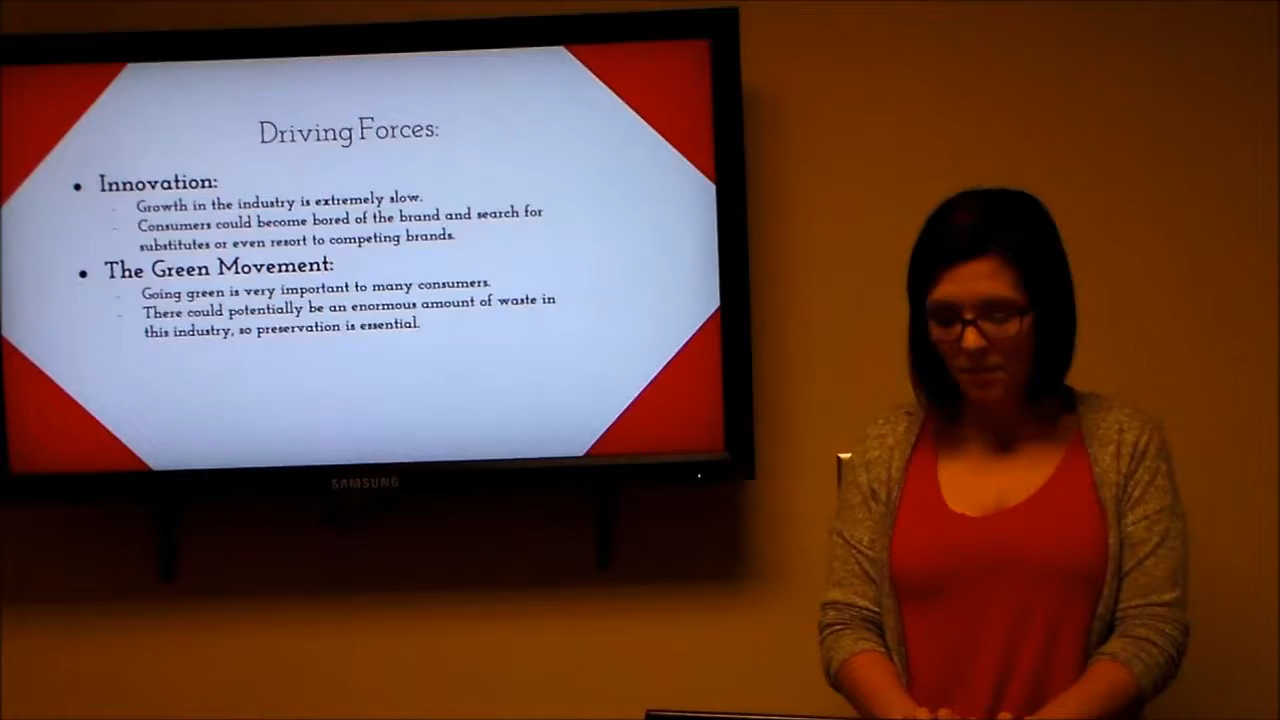 Driving Forces:
• Innovation:
- Growth in the industry is extremely slow.
- Consumers could become bored of the brand and search for
substitutes or even resort to competing brands.
• The Green Movement:
- Going green is very important to many consumers.
- There could potentially be an enormous amount of waste in
this industry, so preservation is essential.
SAMSUNG